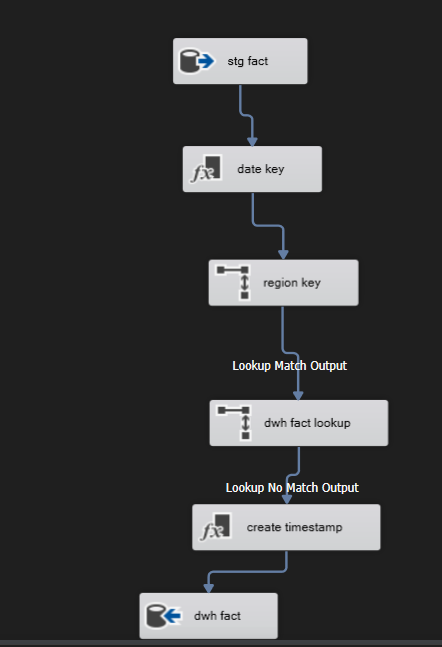 stg fact
fx date key
region key
Lookup Match Output
dwh fact lookup
Lookup No Match Output
fx create timestamp
dwh fact